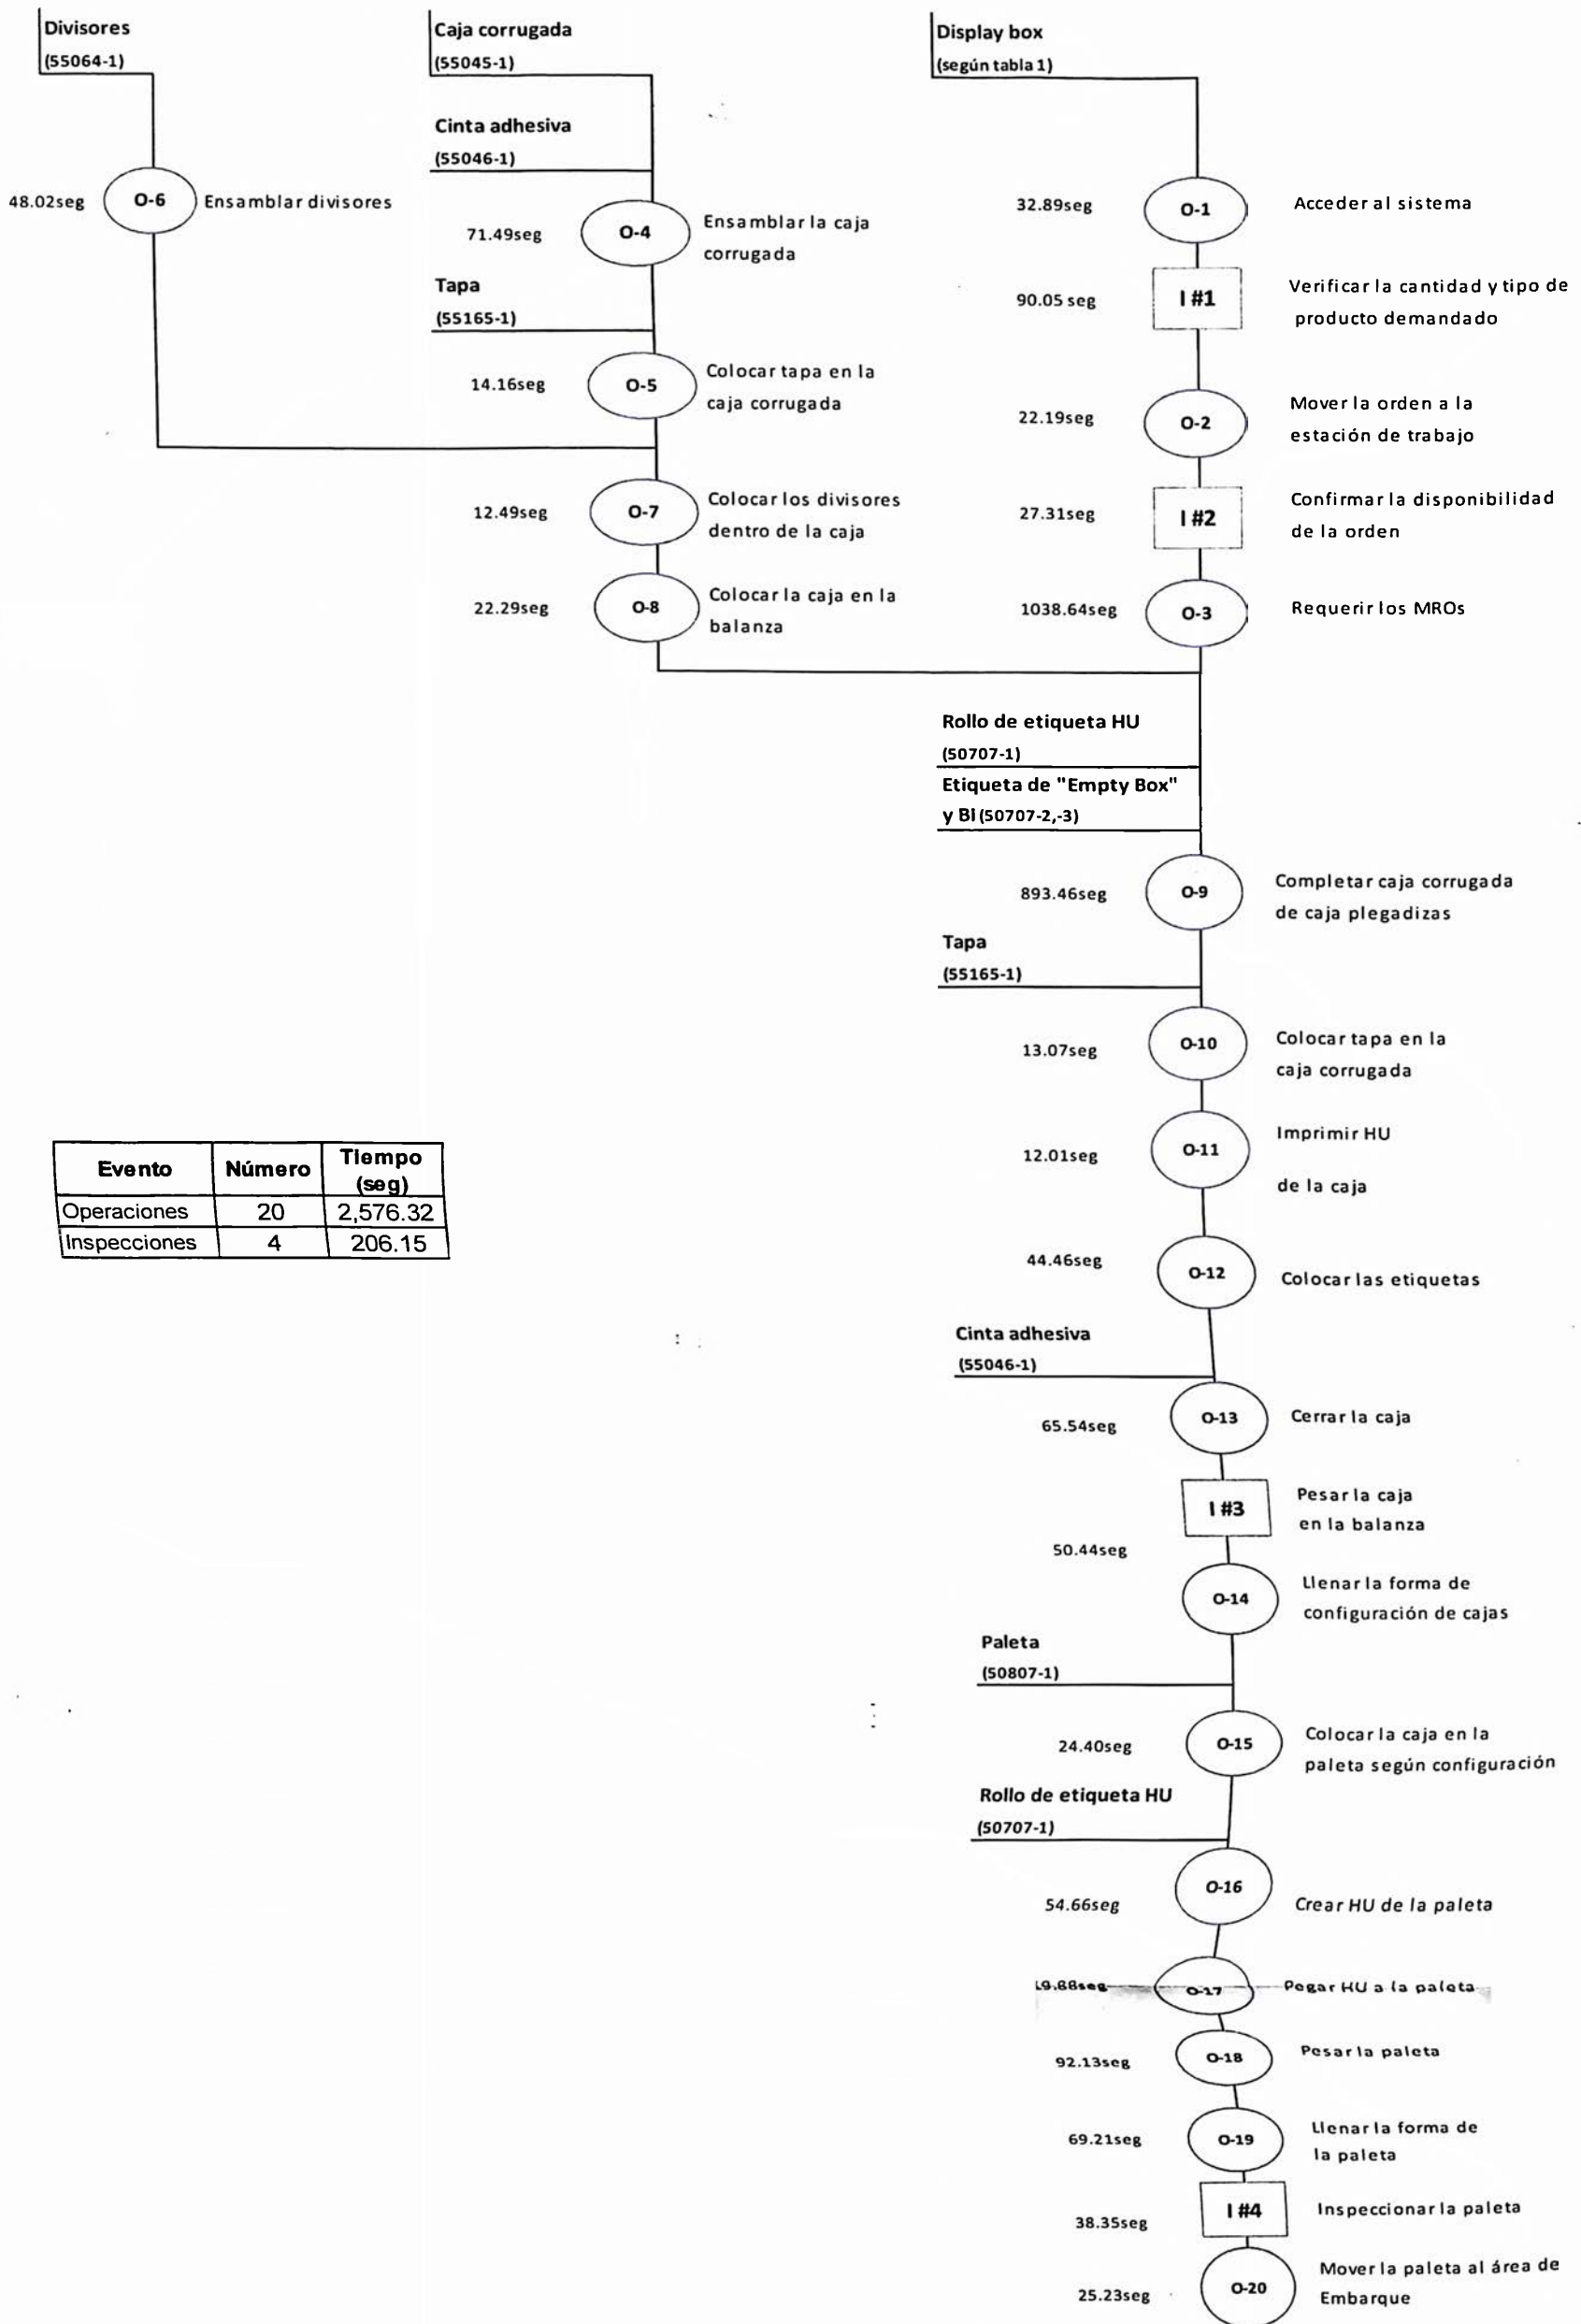 Divisores
(55064-1)
48.02seg
O-6
Ensamblar divisores
Caja corrugada
(55045-1)
Cinta adhesiva
(55046-1)
71.49seg
O-4
Ensamblar la caja
corrugada
Tapa
(55165-1)
14.16seg
O-5
Colocar tapa en la
caja corrugada
12.49seg
O-7
Colocar los divisores
dentro de la caja
22.29seg
O-8
Colocar la caja en la
balanza
Display box
(según tabla 1)
32.89seg
O-1
Acceder al sistema
90.05 seg
I #1
Verificar la cantidad y tipo de
producto demandado
22.19seg
O-2
Mover la orden a la
estación de trabajo
27.31seg
I #2
Confirmar la disponibilidad
de la orden
1038.64seg
O-3
Requerir los MROs
Rollo de etiqueta HU
(50707-1)
Etiqueta de "Empty Box"
y BI (50707-2,-3)
893.46seg
O-9
Completar caja corrugada
de caja plegadizas
Tapa
(55165-1)
13.07seg
O-10
Colocar tapa en la
caja corrugada
12.01seg
O-11
Imprimir HU
de la caja
44.46seg
O-12
Colocar las etiquetas
Cinta adhesiva
(55046-1)
65.54seg
O-13
Cerrar la caja
I #3
Pesar la caja
en la balanza
50.44seg
O-14
Llenar la forma de
configuración de cajas
Paleta
(50807-1)
24.40seg
O-15
Colocar la caja en la
paleta según configuración
Rollo de etiqueta HU
(50707-1)
54.66seg
O-16
Crear HU de la paleta
19.88seg
O-17
Pegar HU a la paleta
92.13seg
O-18
Pesar la paleta
69.21seg
O-19
Llenar la forma de
la paleta
38.35seg
I #4
Inspeccionar la paleta
25.23seg
O-20
Mover la paleta al área de
Embarque
Evento Número Tiempo
(seg)
Operaciones 20 2,576.32
Inspecciones 4 206.15